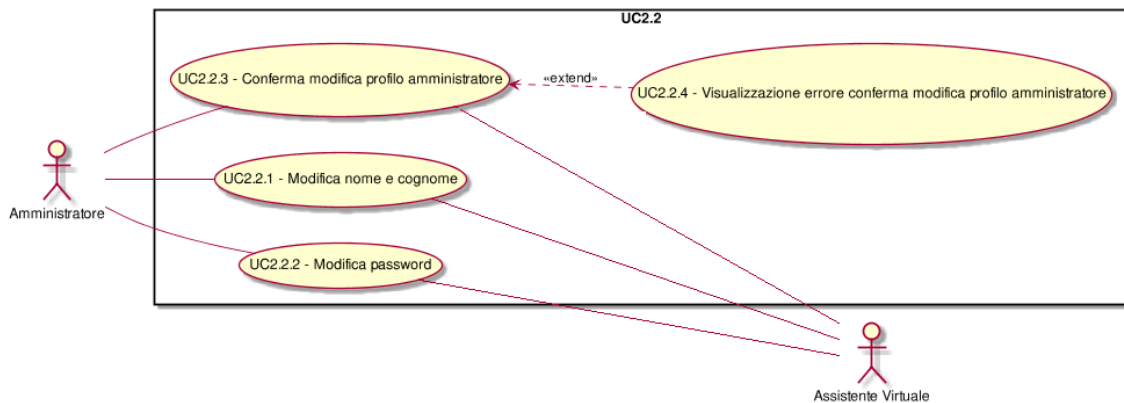 UC2.2
UC2.2.3 - Conferma modifica profilo amministratore
«extend»
UC2.2.4 - Visualizzazione errore conferma modifica profilo amministratore
UC2.2.1 - Modifica nome e cognome
Amministratore
UC2.2.2 - Modifica password
Assistente Virtuale